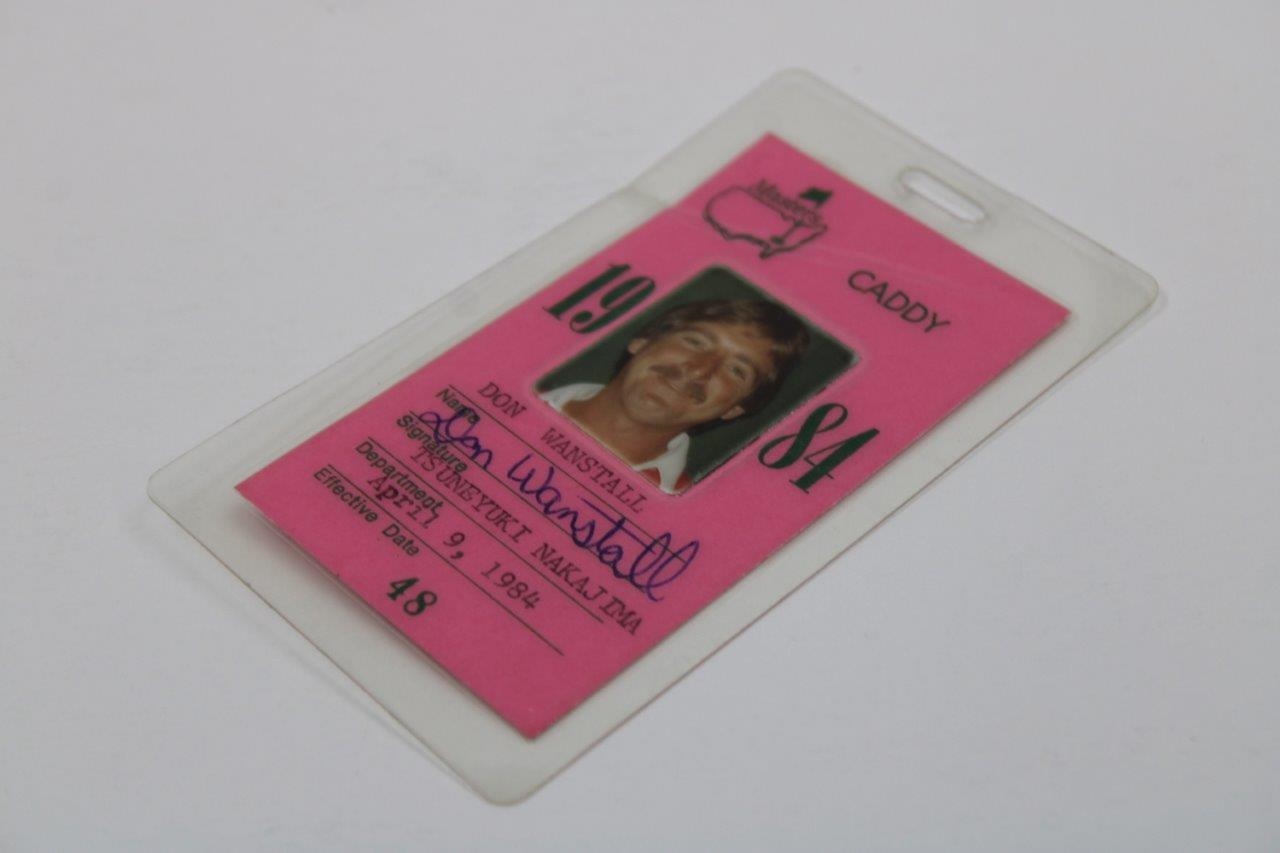 Masters
CADDY
19 84
DON WANSTALL
Name
Don Wanstall
Signature
TSUNEYUKI NAKAJIMA
Department
April 9, 1984
Effective Date
48